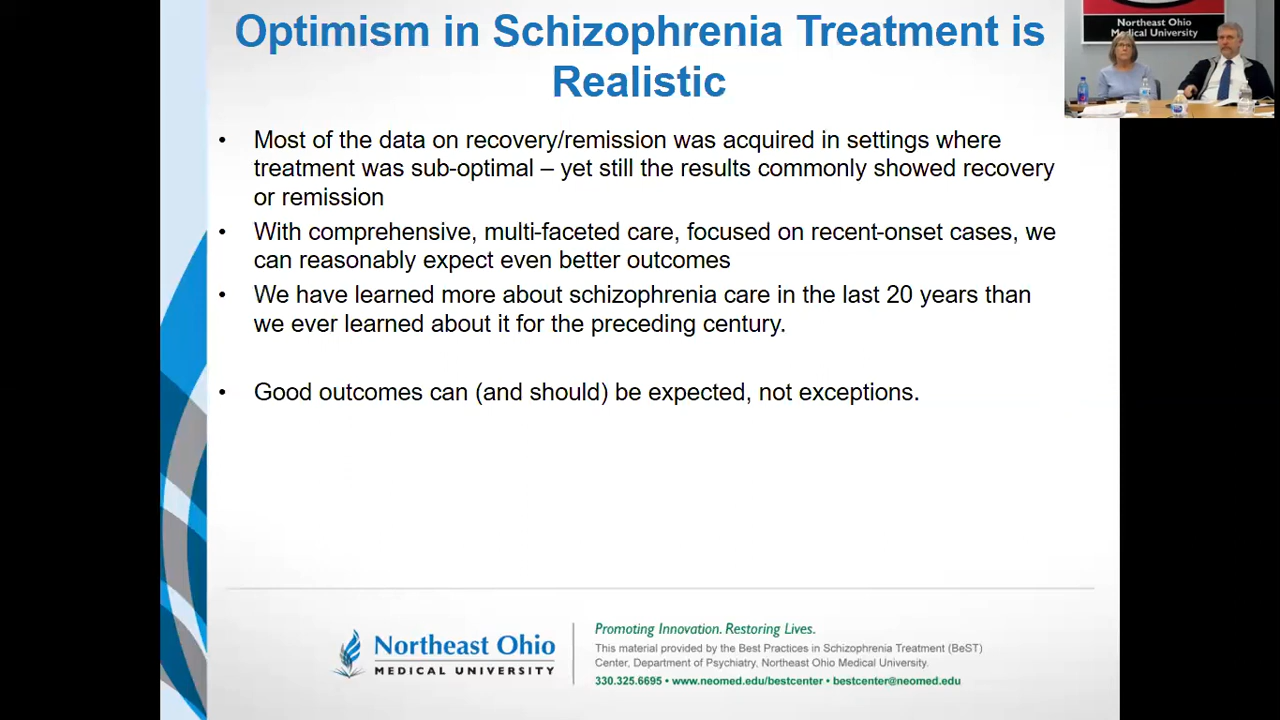 Optimism in Schizophrenia Treatment is
Realistic
Northeast Ohio
Medical University
• Most of the data on recovery/remission was acquired in settings where
treatment was sub-optimal – yet still the results commonly showed recovery
or remission
• With comprehensive, multi-faceted care, focused on recent-onset cases, we
can reasonably expect even better outcomes
• We have learned more about schizophrenia care in the last 20 years than
we ever learned about it for the preceding century.
• Good outcomes can (and should) be expected, not exceptions.
Northeast Ohio
MEDICAL UNIVERSITY
Promoting Innovation. Restoring Lives.
This material provided by the Best Practices in Schizophrenia Treatment (BeST)
Center, Department of Psychiatry, Northeast Ohio Medical University.
330.325.6695 • www.neomed.edu/bestcenter • bestcenter@neomed.edu